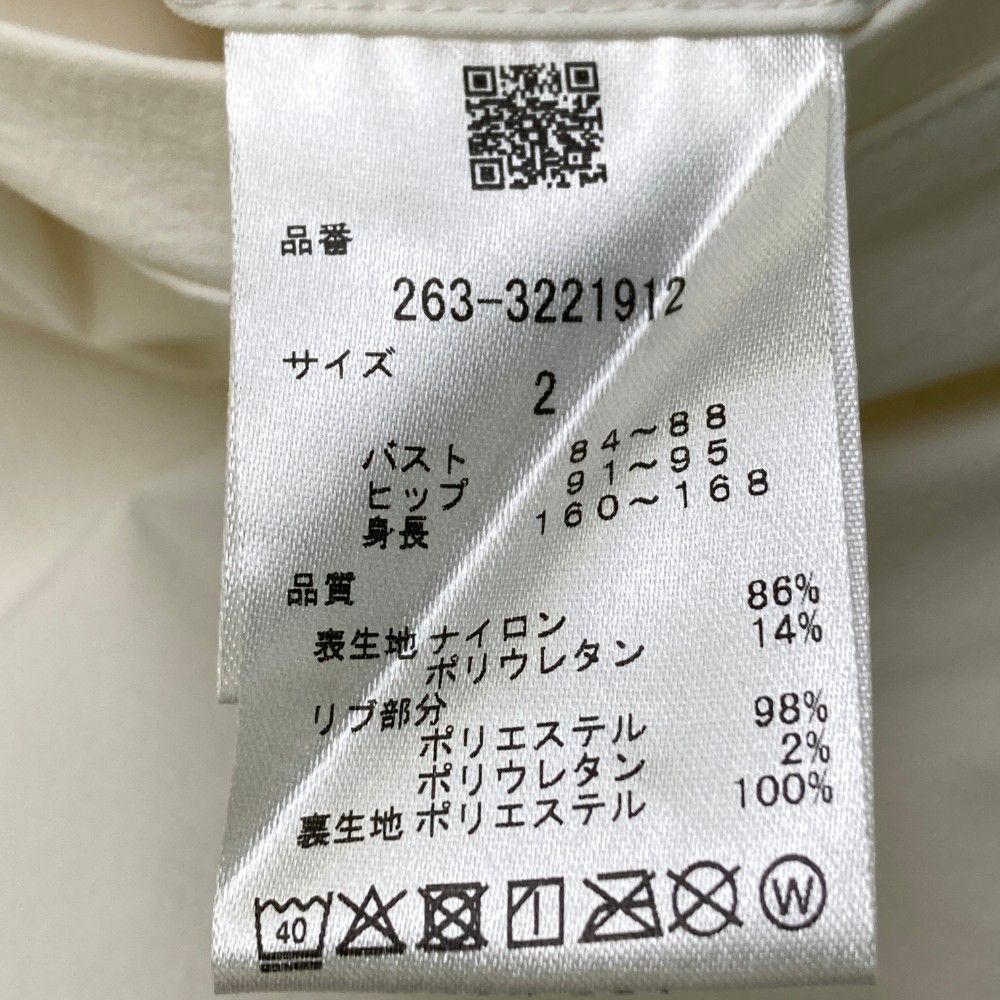 品番
263-3221912
サイズ
2
バスト 84～88
ヒップ 91～95
身長 160～168
品質
表生地 ナイロン 86%
ポリウレタン 14%
リブ部分
ポリエステル 98%
ポリウレタン 2%
裏生地 ポリエステル 100%
40 W